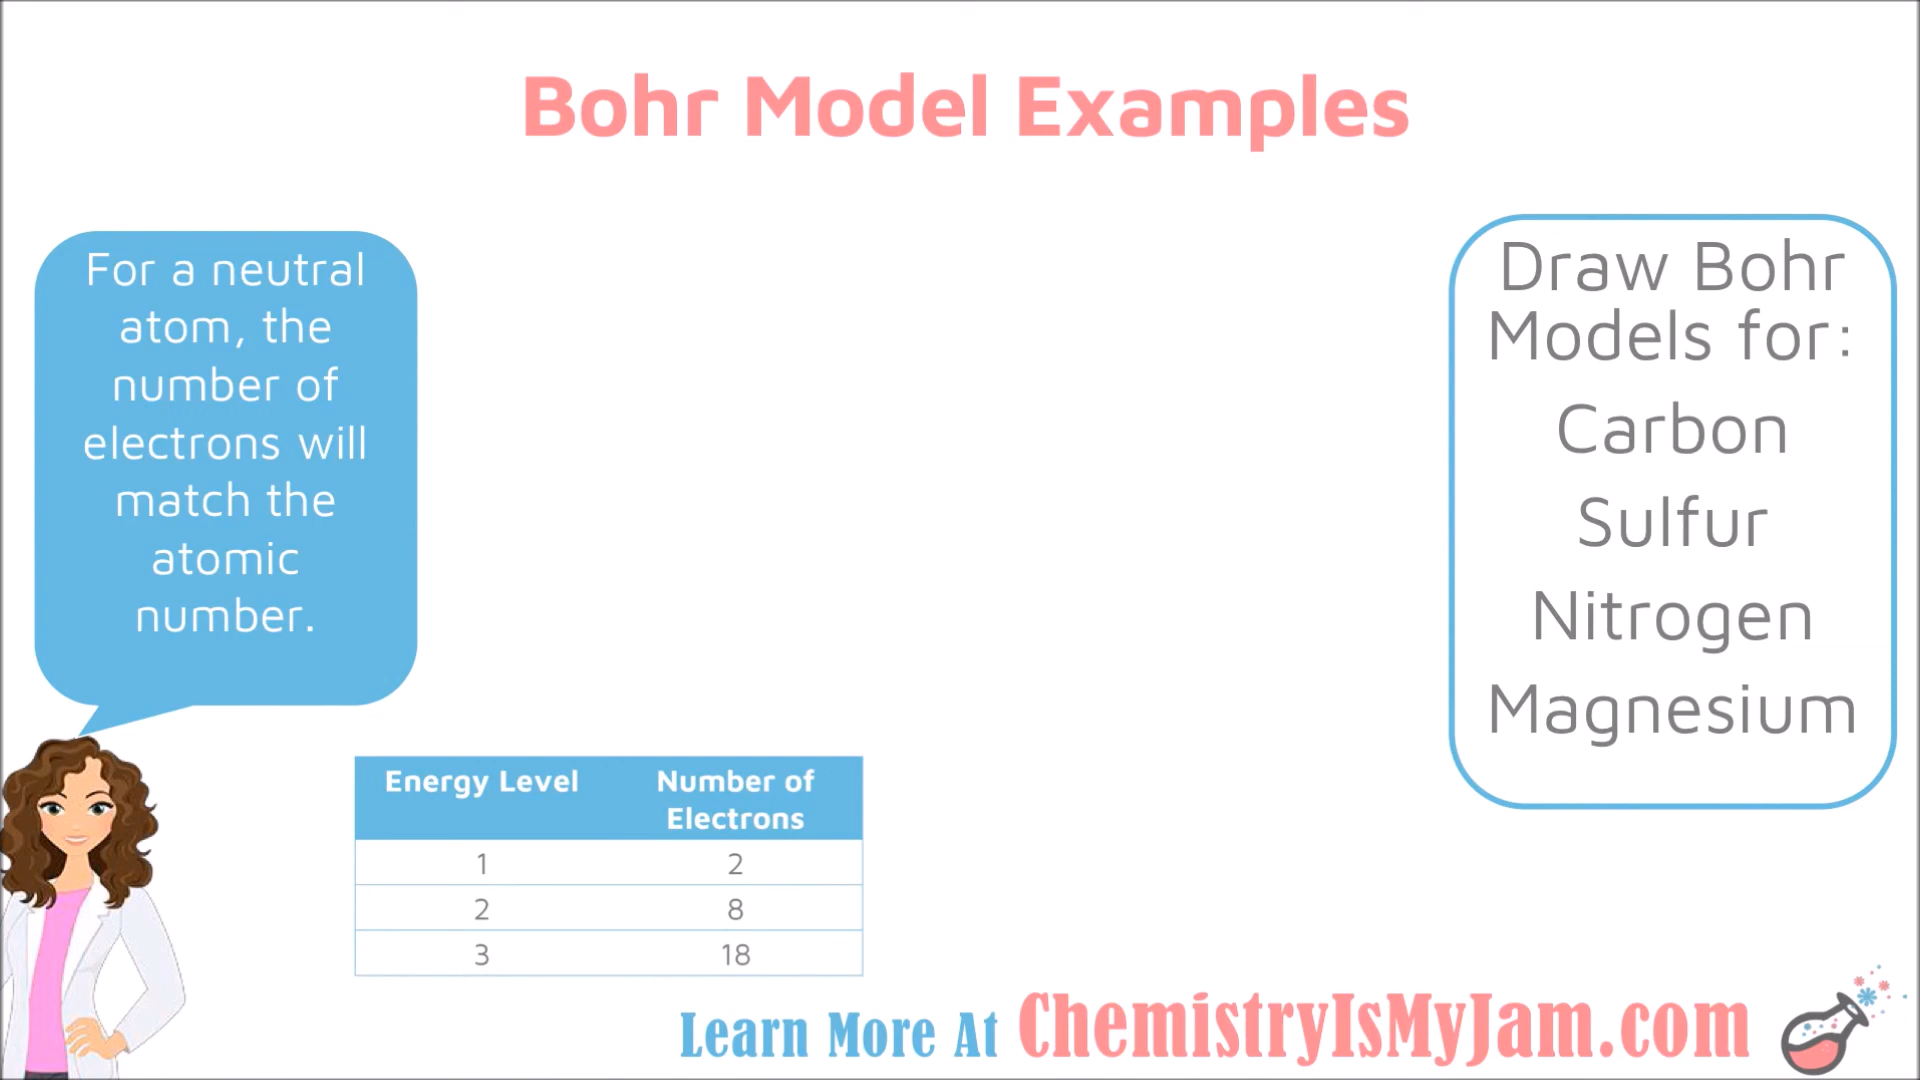 Bohr Model Examples
For a neutral
atom, the
number of
electrons will
match the
atomic
number.
Draw Bohr
Models for:
Carbon
Sulfur
Nitrogen
Magnesium
Energy Level Number of
Electrons
1 2
2 8
3 18
Learn More At ChemistryIsMyJam.com